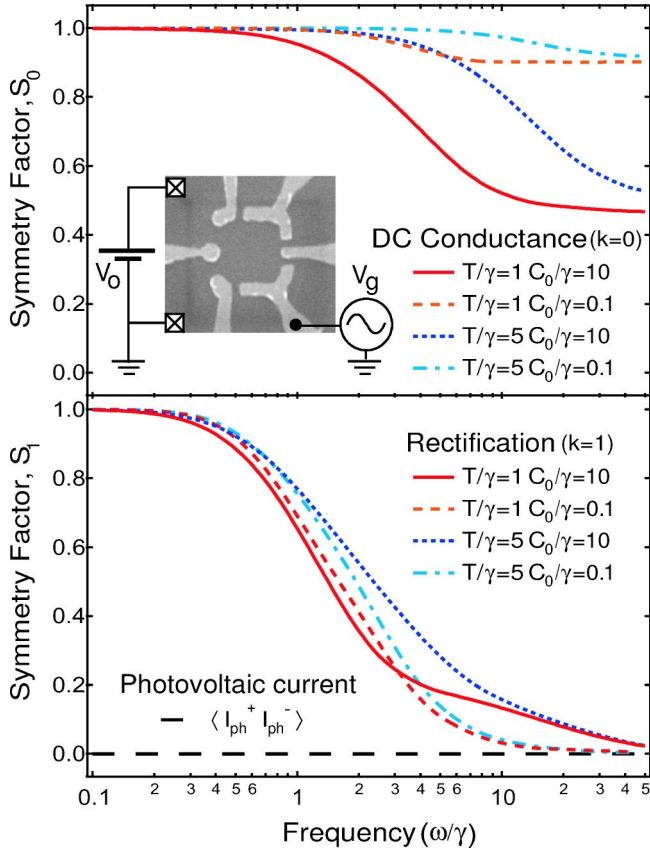 Symmetry Factor, S₀
1.0
0.8
0.6
0.4
0.2
0.0
Vₒ
V_g
DC Conductance (k=0)
T/γ=1 C₀/γ=10
T/γ=1 C₀/γ=0.1
T/γ=5 C₀/γ=10
T/γ=5 C₀/γ=0.1
Symmetry Factor, S₁
1.0
0.8
0.6
0.4
0.2
0.0
Rectification (k=1)
T/γ=1 C₀/γ=10
T/γ=1 C₀/γ=0.1
T/γ=5 C₀/γ=10
T/γ=5 C₀/γ=0.1
Photovoltaic current
⟨ I_ph⁺ I_ph⁻ ⟩
0.1 2 3 4 5 6 1 2 3 4 5 6 10 2 3 4 5
Frequency (ω/γ)